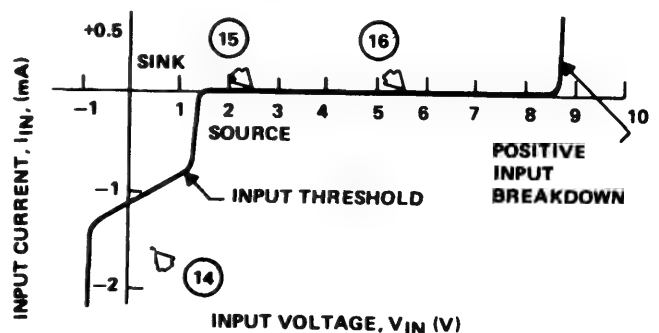 +0.5
SINK
15
16
-1
1
2
3
4
5
6
7
8
9
10
SOURCE
POSITIVE
INPUT
BREAKDOWN
-1
INPUT THRESHOLD
14
-2
INPUT CURRENT, IIN, (mA)
INPUT VOLTAGE, VIN (V)